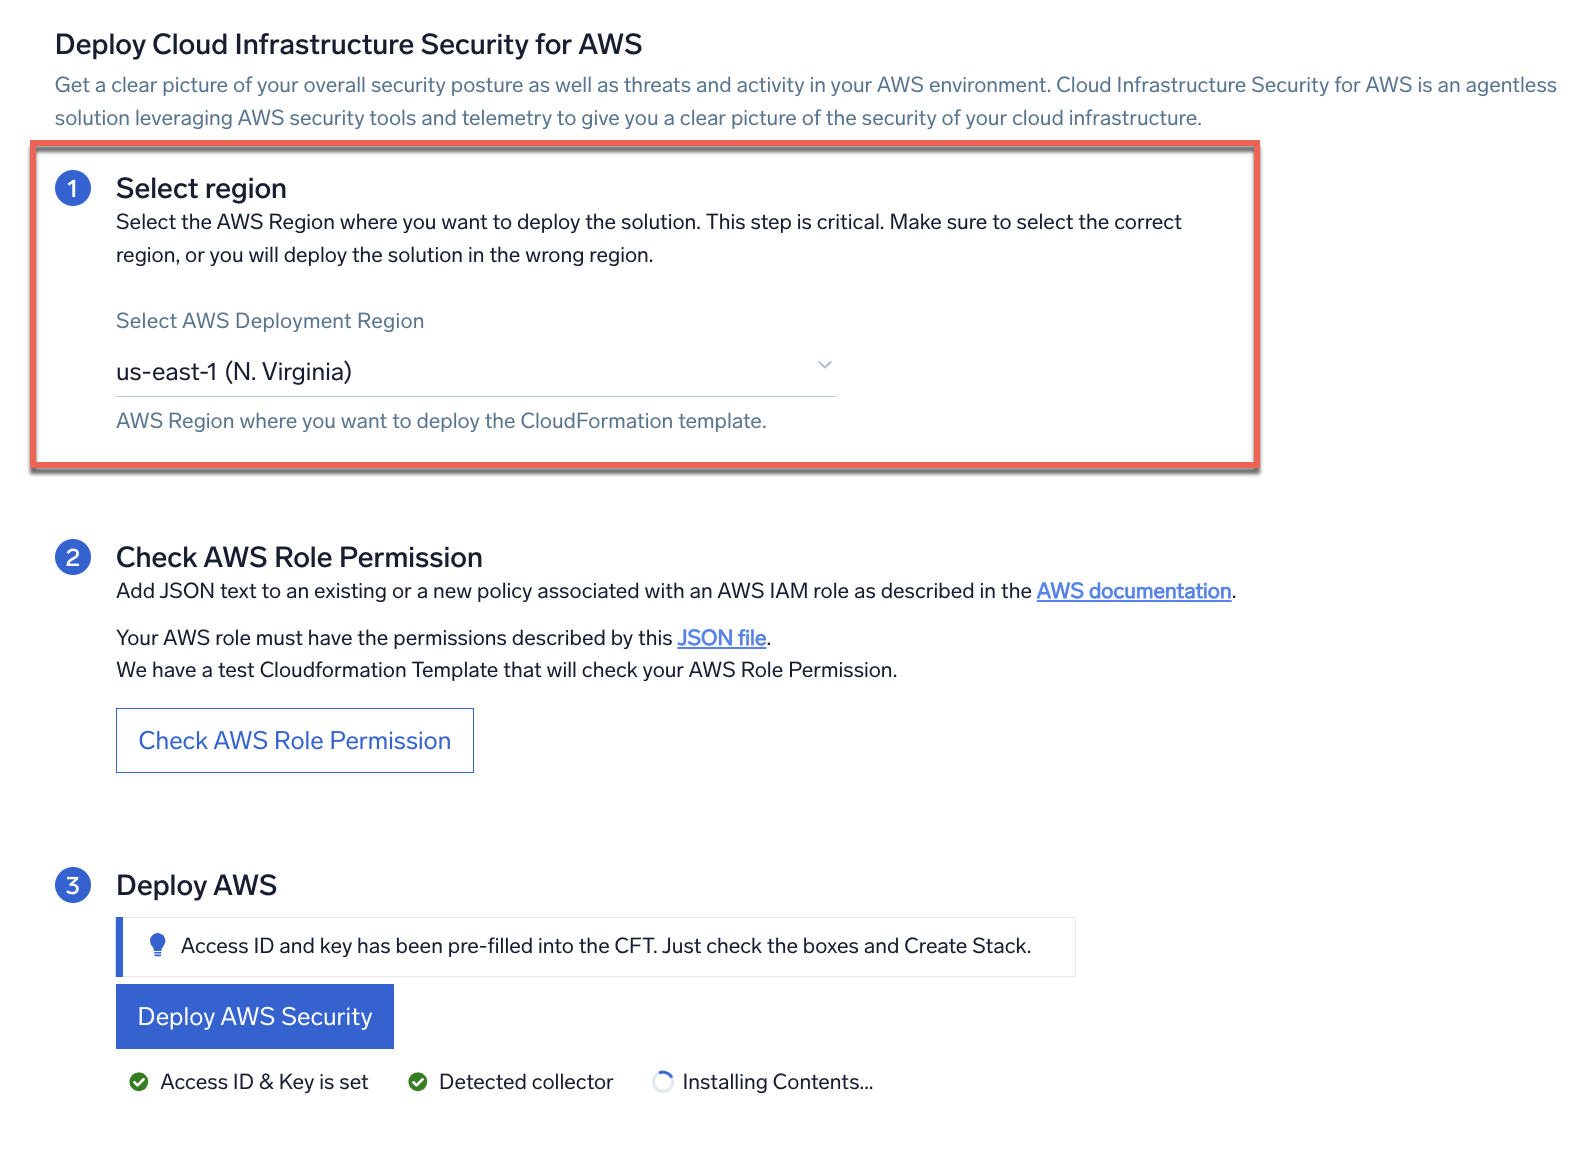 Deploy Cloud Infrastructure Security for AWS
Get a clear picture of your overall security posture as well as threats and activity in your AWS environment. Cloud Infrastructure Security for AWS is an agentless
solution leveraging AWS security tools and telemetry to give you a clear picture of the security of your cloud infrastructure.
1 Select region
Select the AWS Region where you want to deploy the solution. This step is critical. Make sure to select the correct
region, or you will deploy the solution in the wrong region.
Select AWS Deployment Region
us-east-1 (N. Virginia)
AWS Region where you want to deploy the CloudFormation template.
2 Check AWS Role Permission
Add JSON text to an existing or a new policy associated with an AWS IAM role as described in the AWS documentation.
Your AWS role must have the permissions described by this JSON file.
We have a test Cloudformation Template that will check your AWS Role Permission.
Check AWS Role Permission
3 Deploy AWS
Access ID and key has been pre-filled into the CFT. Just check the boxes and Create Stack.
Deploy AWS Security
Access ID & Key is set Detected collector Installing Contents...